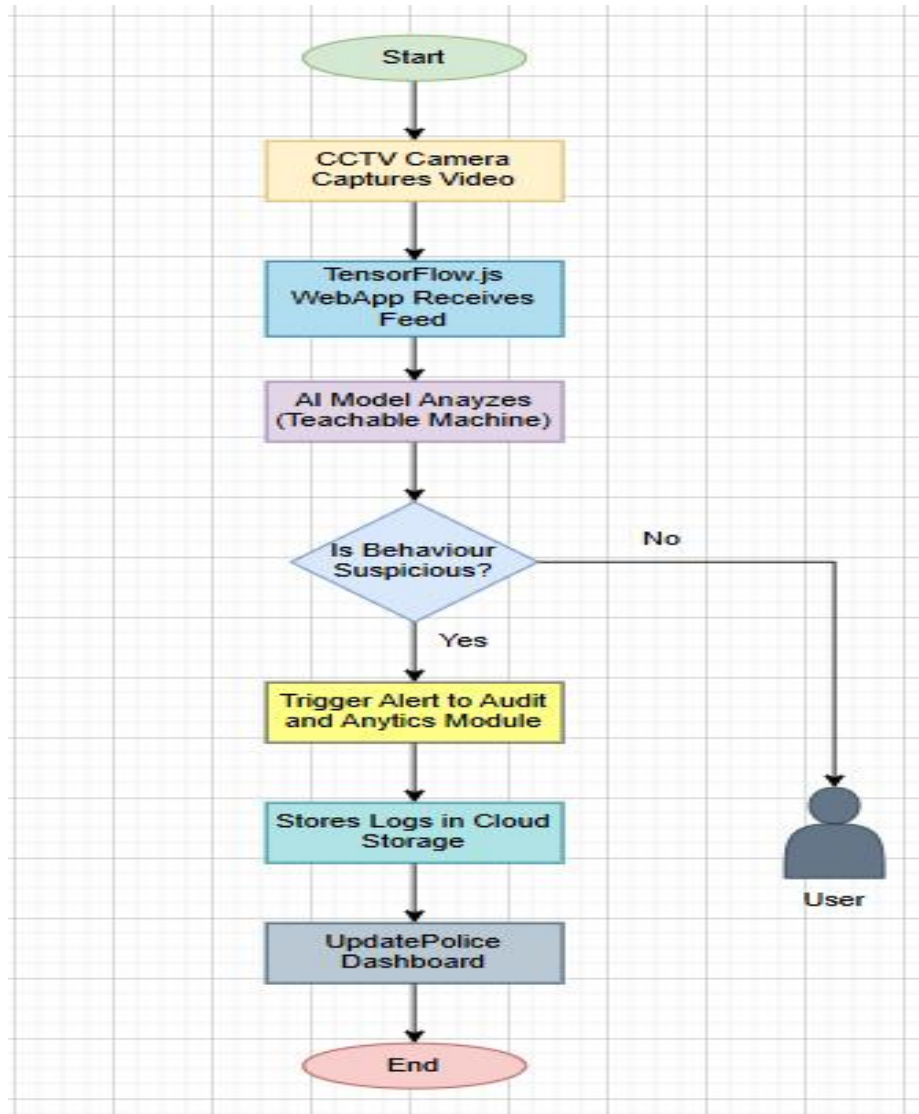 Start
CCTV Camera
Captures Video
TensorFlow.js
WebApp Receives
Feed
AI Model Anayzes
(Teachable Machine)
Is Behaviour
Suspicious?
No
Yes
Trigger Alert to Audit
and Anytics Module
Stores Logs in Cloud
Storage
User
UpdatePolice
Dashboard
End